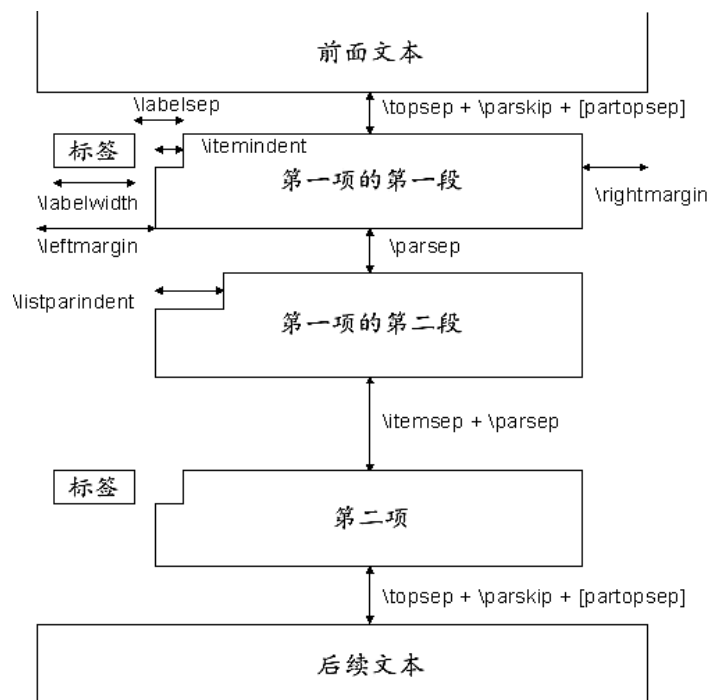 前面文本
\labelsep
\topsep + \parskip + [partopsep]
标签
\itemindent
第一项的第一段
\labelwidth
\rightmargin
\leftmargin
\parsep
\listparindent
第一项的第二段
\itemsep + \parsep
标签
第二项
\topsep + \parskip + [partopsep]
后续文本